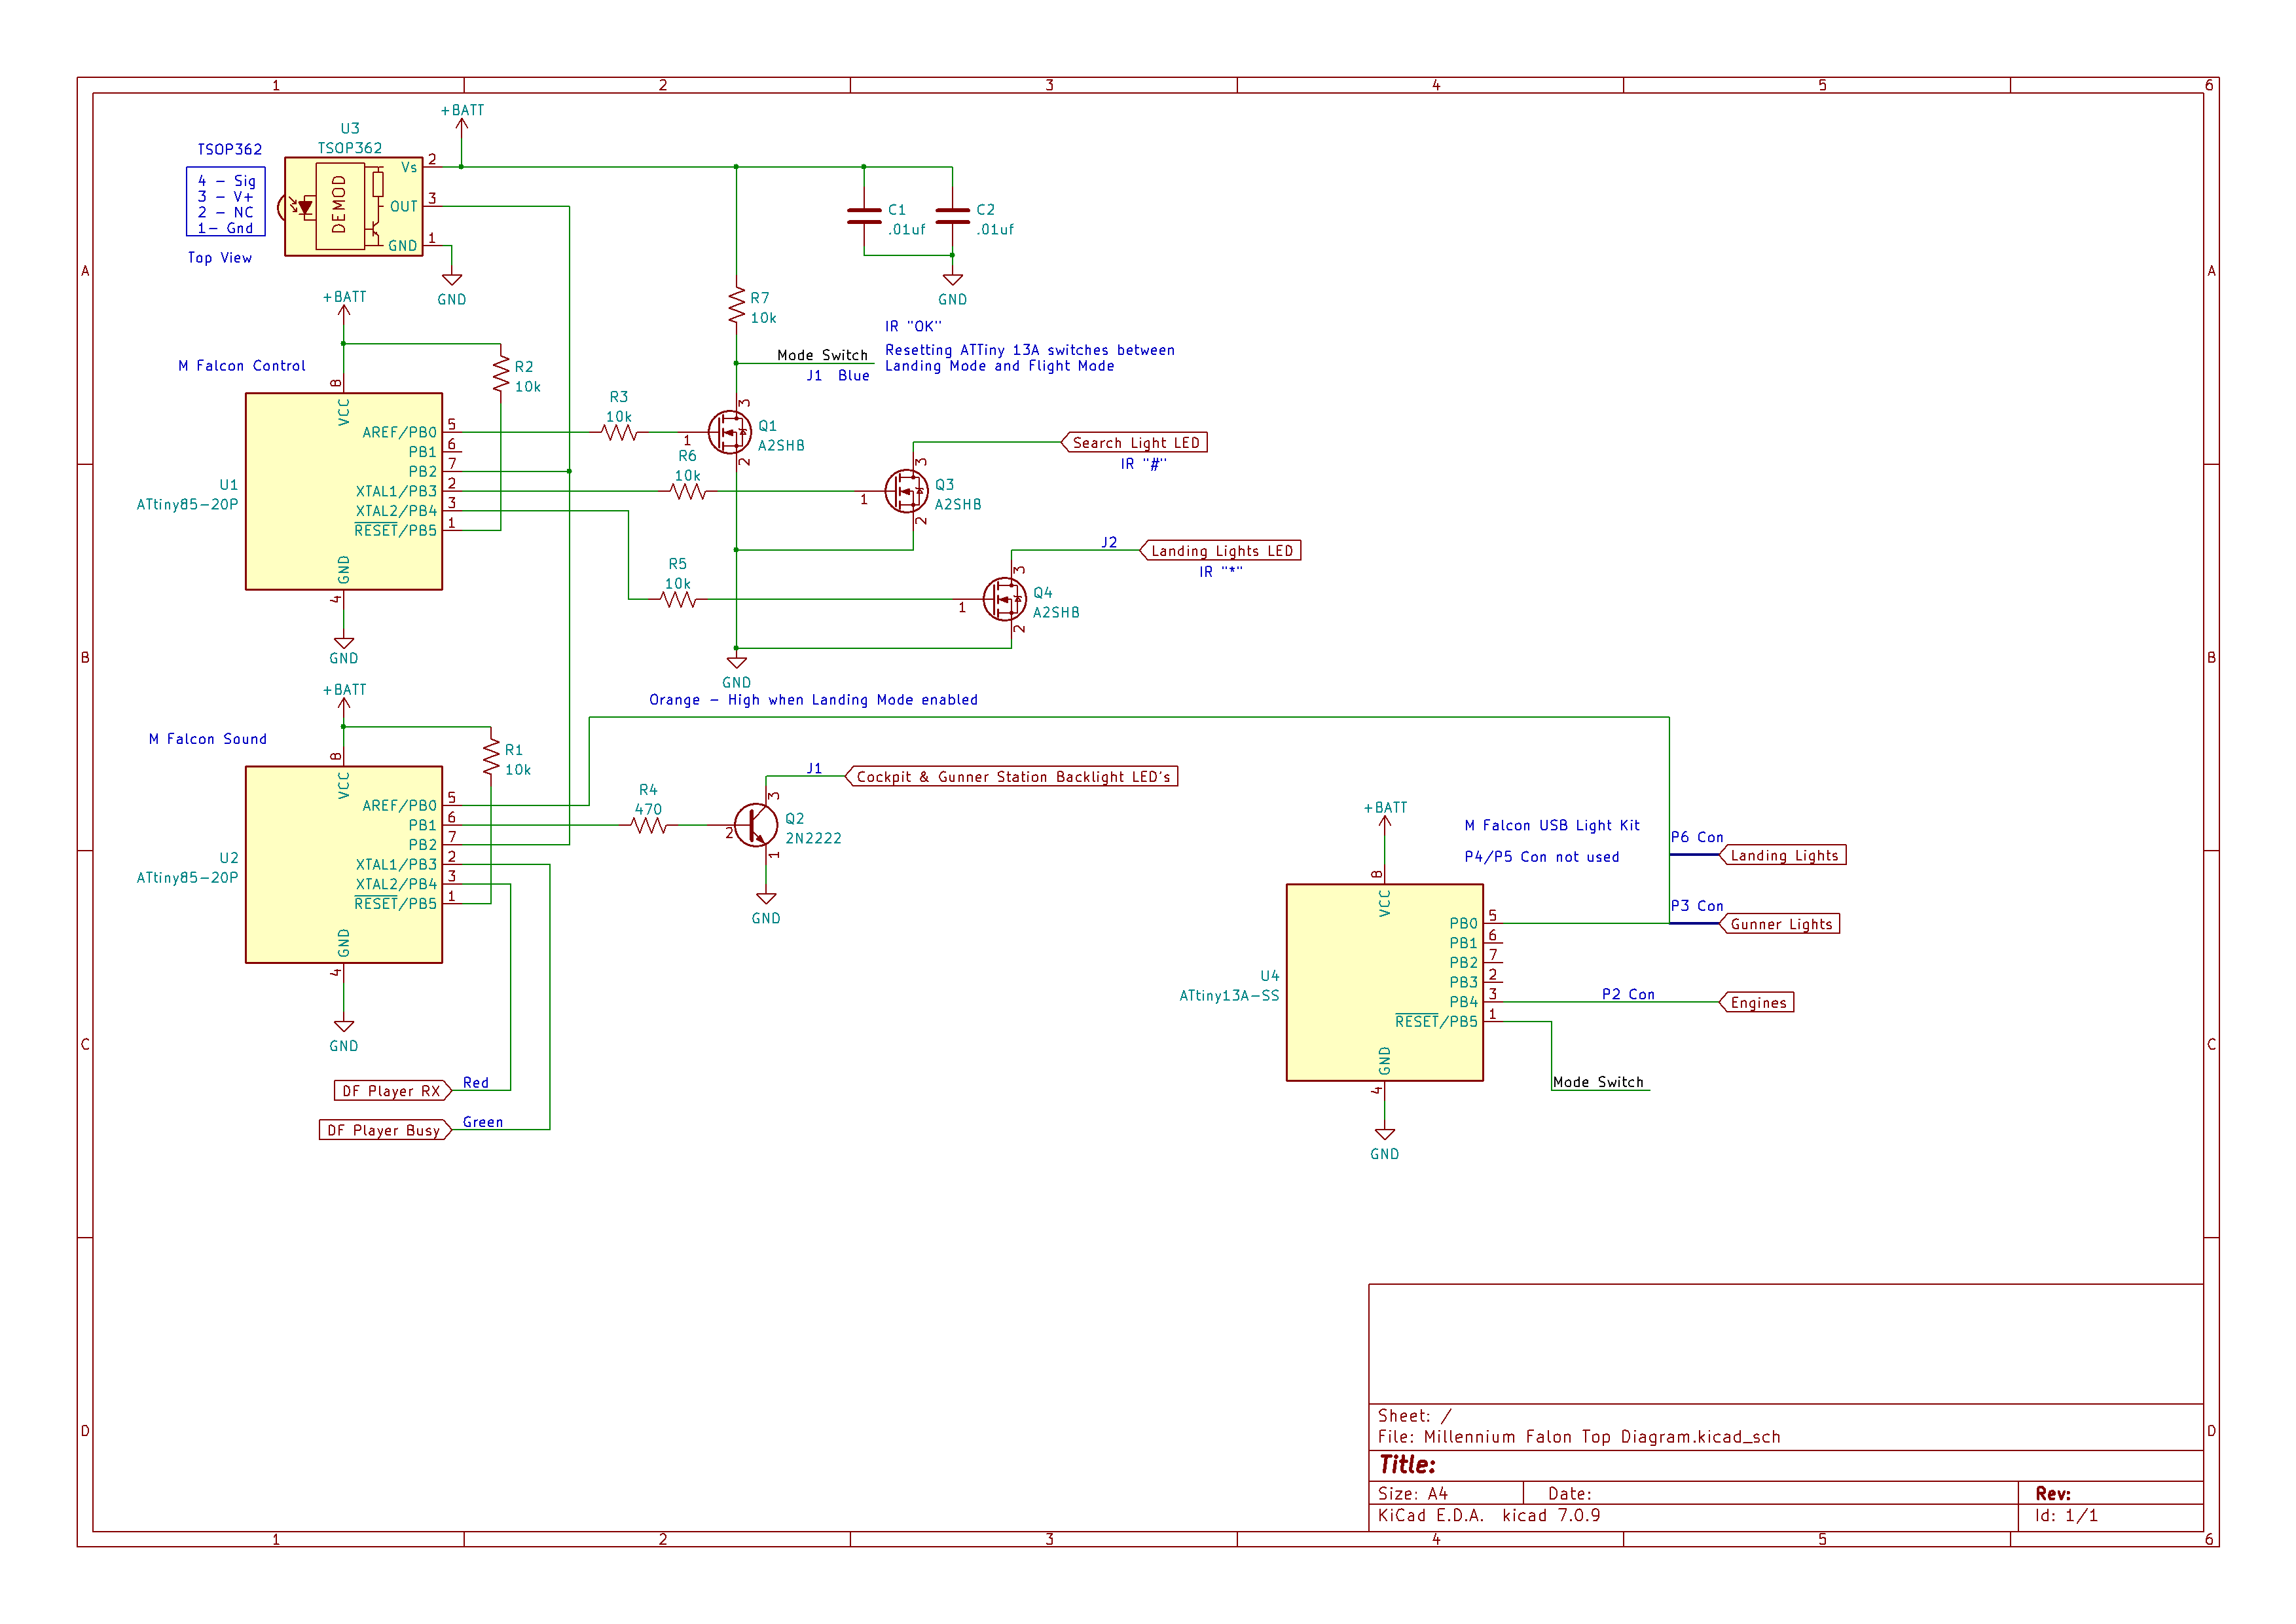 1 2 3 4 5 6
+BATT
U3
TSOP362
TSOP362
4 - Sig
3 - V+
2 - NC
1- Gnd
Top View
DEMOD
Vs 2
OUT 3
GND 1
GND
C1
.01uf
C2
.01uf
GND
A
A
R7
10k
IR "OK"
Mode Switch
Resetting ATTiny 13A switches between
Landing Mode and Flight Mode
J1 Blue
+BATT
M Falcon Control
R2
10k
8
VCC
AREF/PB0 5
PB1 6
PB2 7
XTAL1/PB3 2
XTAL2/PB4 3
RESET/PB5 1
GND
4
U1
ATtiny85-20P
GND
R3
10k
1
3
2
Q1
A2SHB
R6
10k
1
3
2
Q3
A2SHB
Search Light LED
IR "#"
R5
10k
1
3
2
Q4
A2SHB
J2
Landing Lights LED
IR "*"
GND
B
B
Orange - High when Landing Mode enabled
+BATT
M Falcon Sound
R1
10k
8
VCC
AREF/PB0 5
PB1 6
PB2 7
XTAL1/PB3 2
XTAL2/PB4 3
RESET/PB5 1
GND
4
U2
ATtiny85-20P
GND
R4
470
2
3
1
Q2
2N2222
J1
Cockpit & Gunner Station Backlight LED's
GND
DF Player RX
Red
DF Player Busy
Green
+BATT
M Falcon USB Light Kit
P4/P5 Con not used
P6 Con
Landing Lights
P3 Con
Gunner Lights
8
VCC
PB0 5
PB1 6
PB2 7
PB3 2
PB4 3
RESET/PB5 1
GND
4
U4
ATtiny13A-SS
P2 Con
Engines
Mode Switch
GND
C
C
D
D
Sheet: /
File: Millennium Falon Top Diagram.kicad_sch
Title:
Size: A4 Date: Rev:
KiCad E.D.A. kicad 7.0.9 Id: 1/1
1 2 3 4 5 6